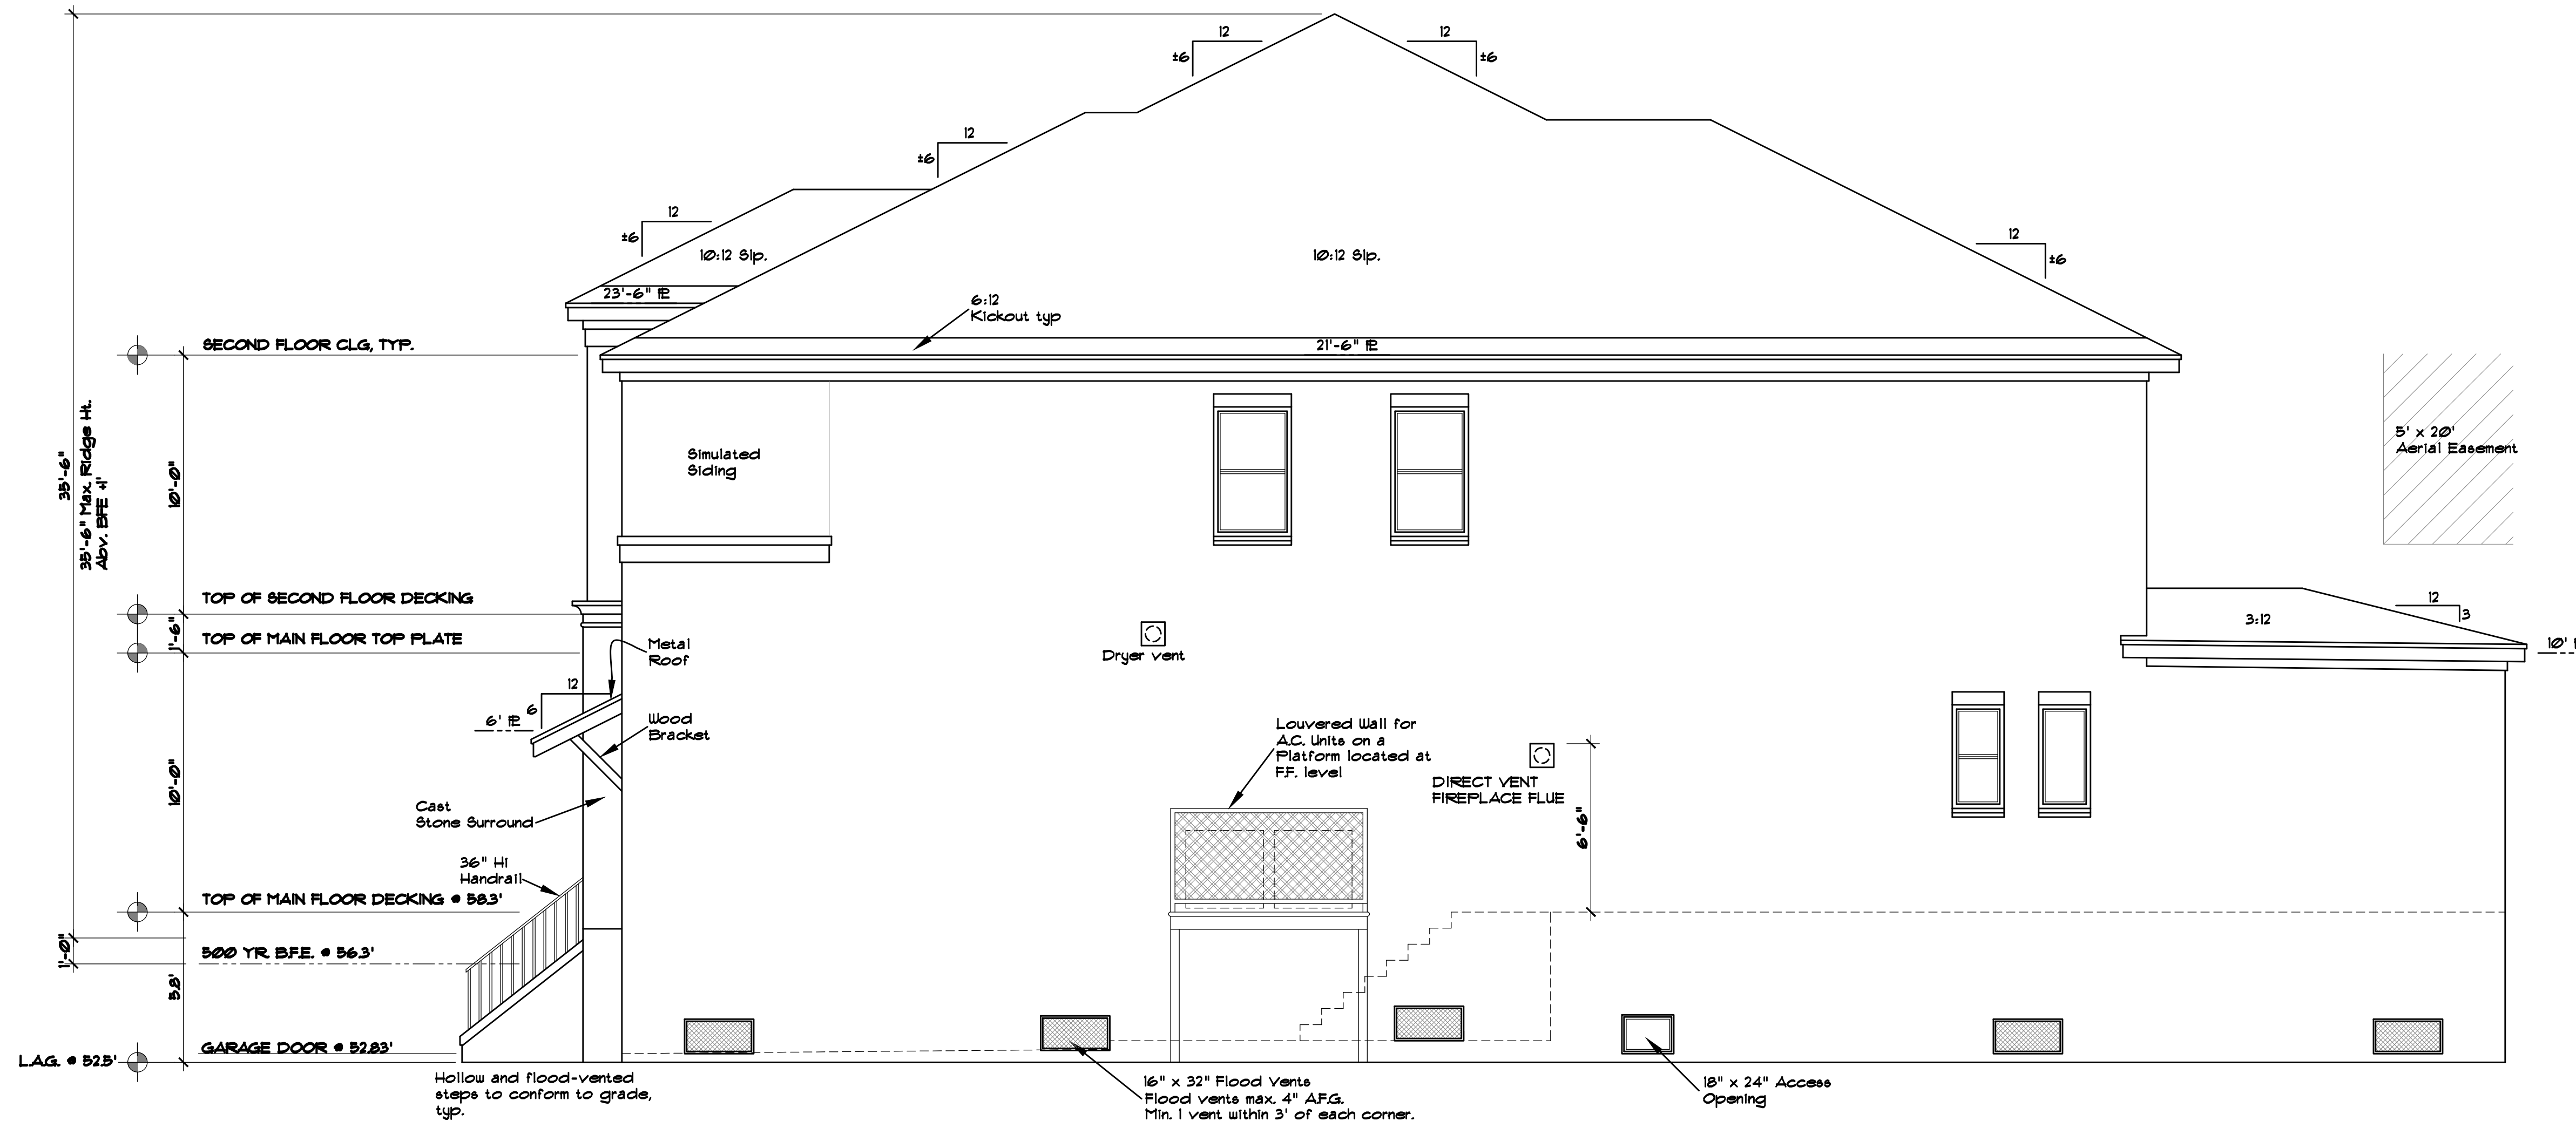 12
±6
12
±6
12
±6
12
±6
10:12 Slp.
10:12 Slp.
12
±6
23'-6" PL
6:12
Kickout typ
21'-6" PL
SECOND FLOOR CLG, TYP.
35'-6"
35'-6" Max. Ridge Ht.
Abv. BFE +1'
10'-0"
Simulated
Siding
5' x 20'
Aerial Easement
TOP OF SECOND FLOOR DECKING
1'-6"
TOP OF MAIN FLOOR TOP PLATE
Metal
Roof
Dryer vent
12
3
3:12
10'
12
6
6' PL
Wood
Bracket
10'-0"
Cast
Stone Surround
Louvered Wall for
A.C. Units on a
Platform located at
F.F. level
DIRECT VENT
FIREPLACE FLUE
6'-6"
36" Hi
Handrail
TOP OF MAIN FLOOR DECKING @ 58.3'
1'-0"
500 YR. B.F.E. @ 56.3'
5.8'
GARAGE DOOR @ 52.83'
L.A.G. @ 52.5'
Hollow and flood-vented
steps to conform to grade,
typ.
16" x 32" Flood Vents
Flood vents max. 4" A.F.G.
Min. 1 vent within 3' of each corner.
18" x 24" Access
Opening